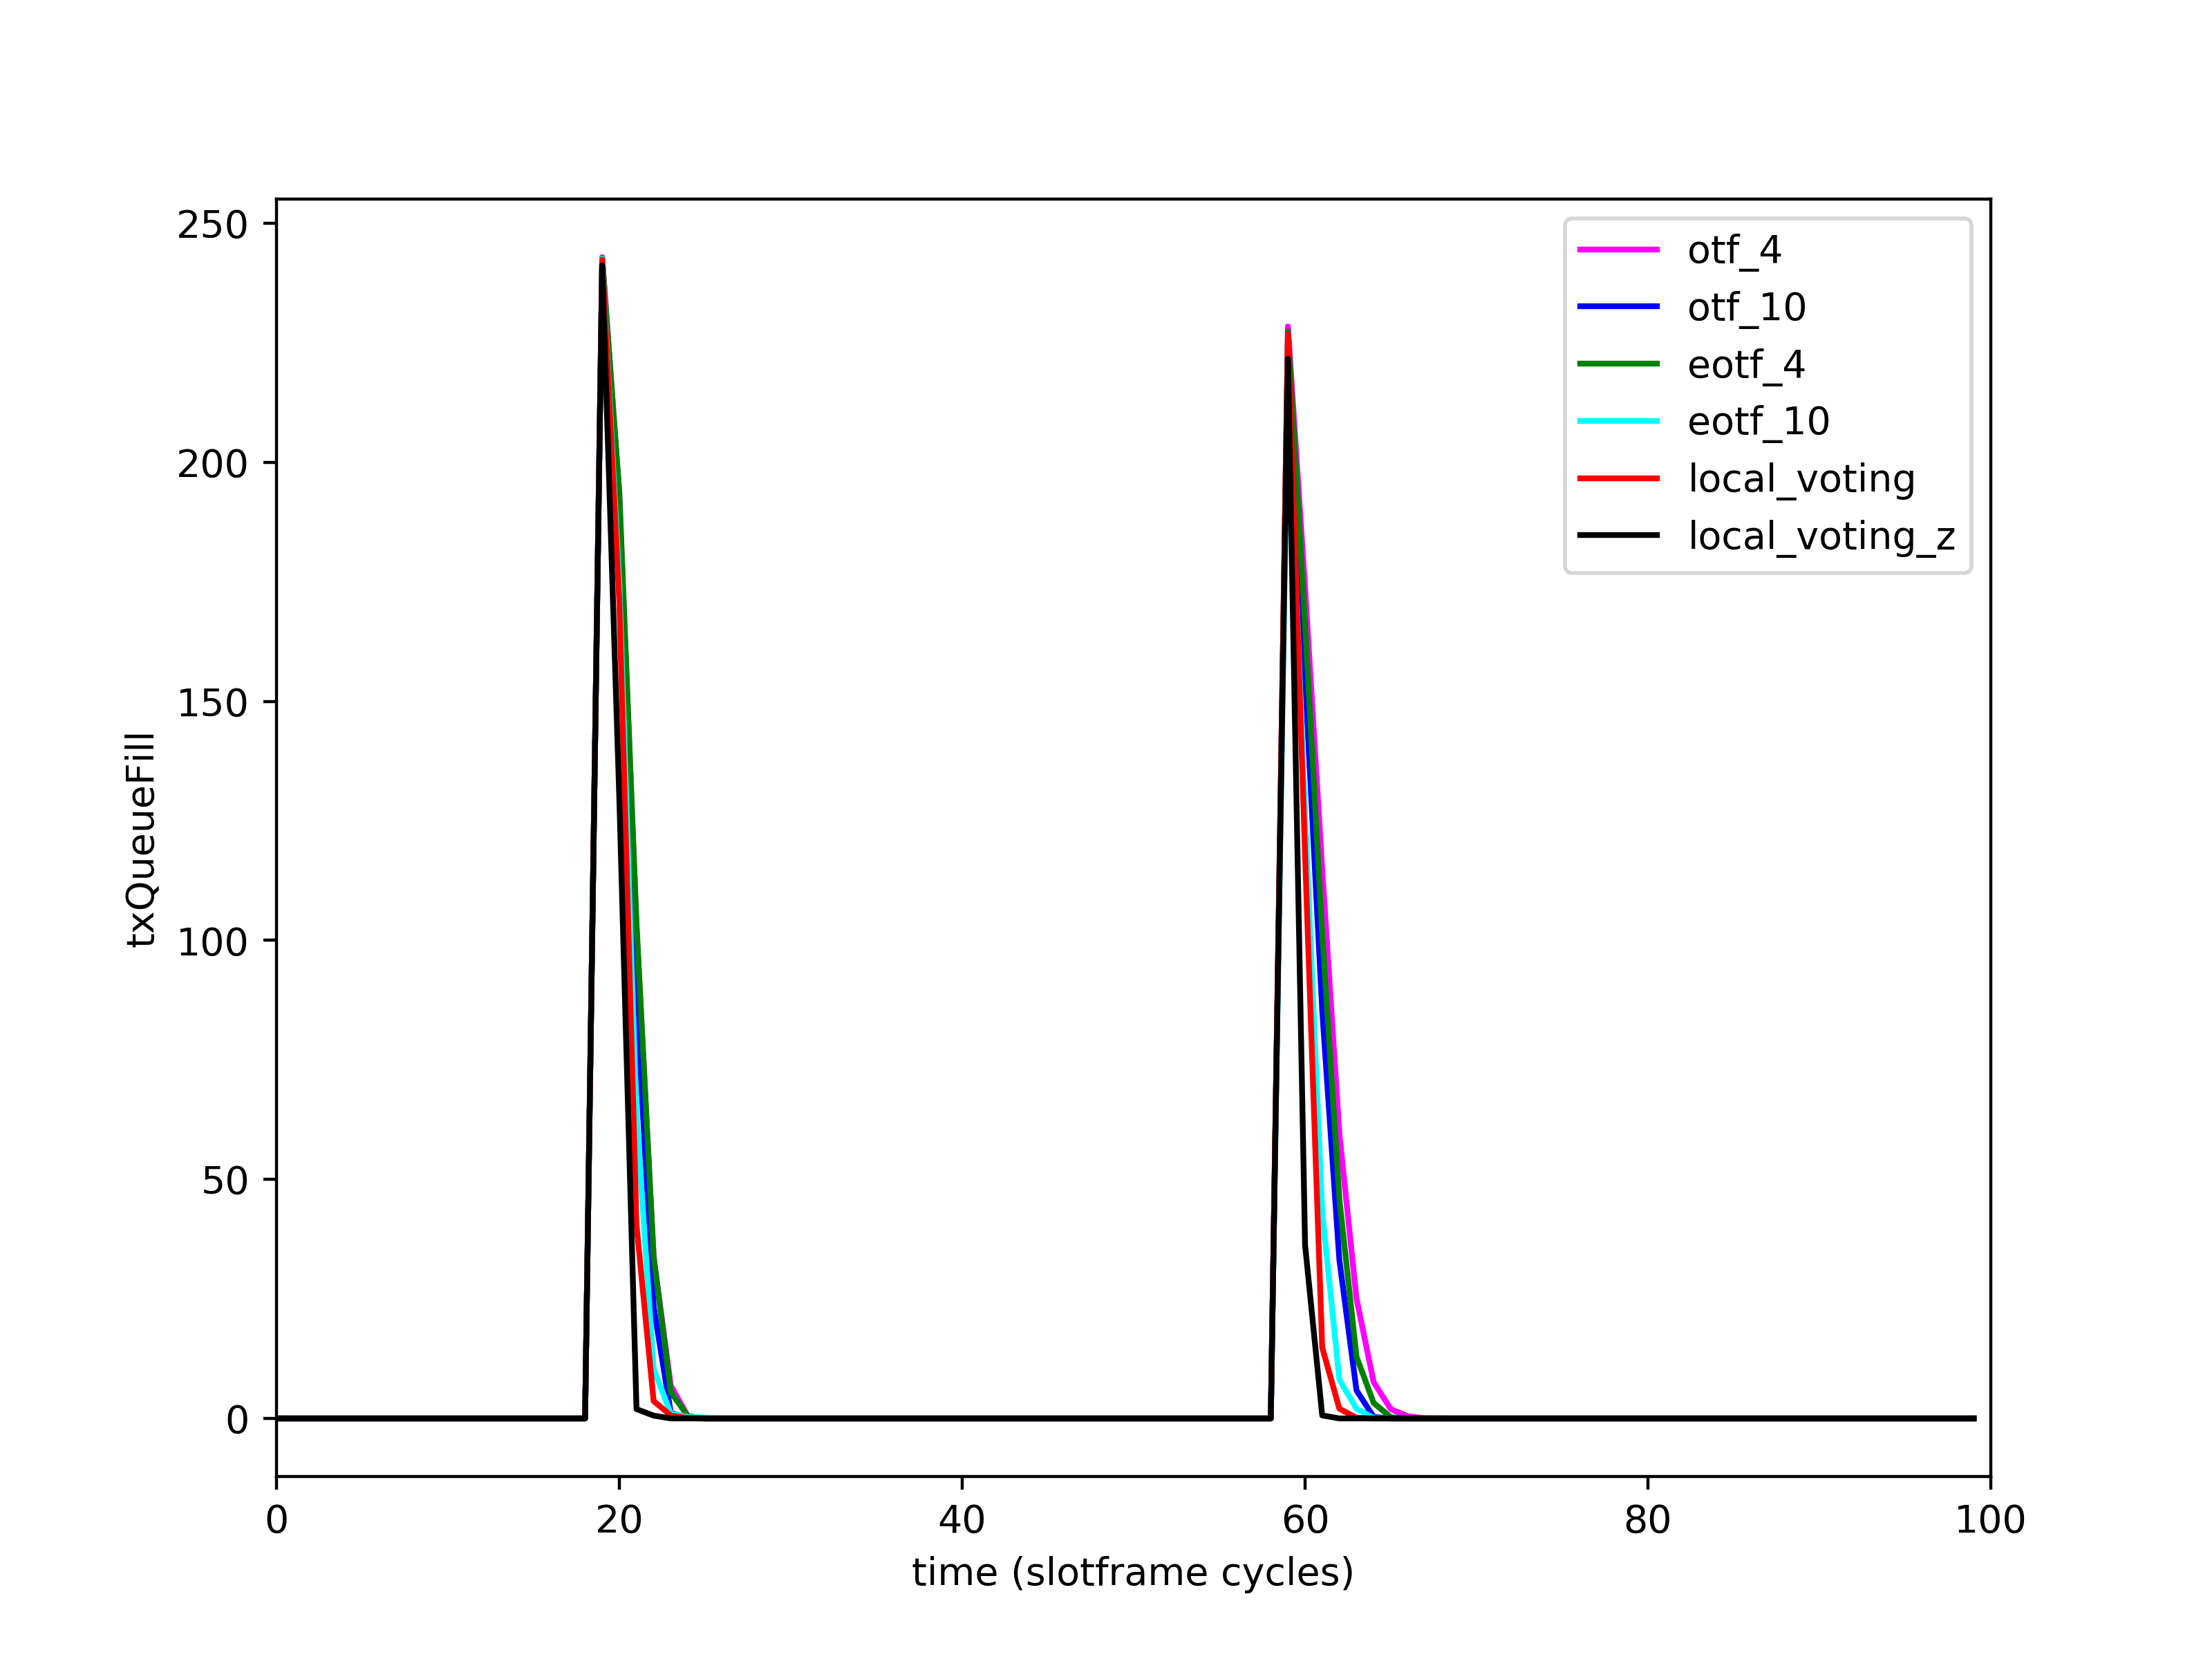 250
200
150
100
50
0
txQueueFill
0 20 40 60 80 100
time (slotframe cycles)
otf_4
otf_10
eotf_4
eotf_10
local_voting
local_voting_z